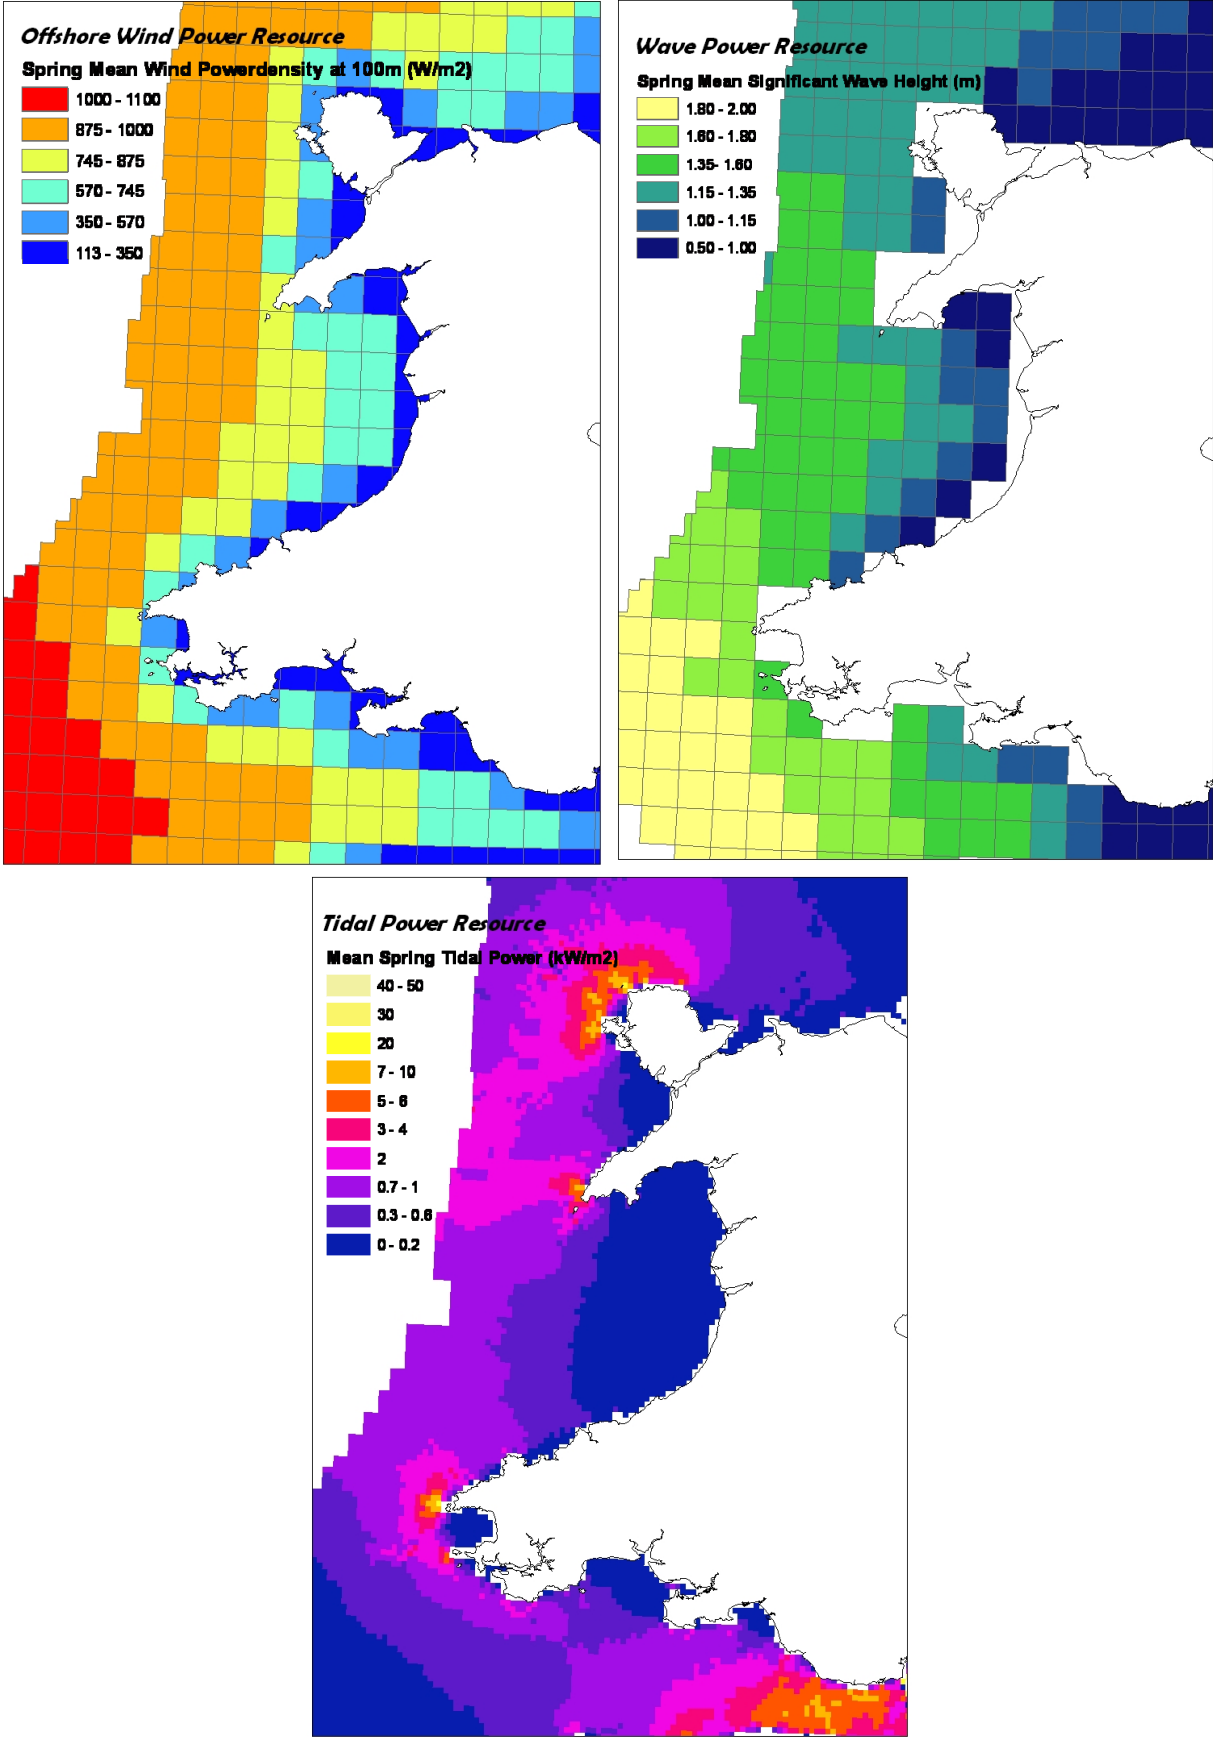 Offshore Wind Power Resource
Spring Mean Wind Powerdensity at 100m (W/m2)
1000 - 1100
875 - 1000
745 - 875
570 - 745
350 - 570
113 - 350
Wave Power Resource
Spring Mean Significant Wave Height (m)
1.80 - 2.00
1.60 - 1.80
1.35- 1.60
1.15 - 1.35
1.00 - 1.15
0.50 - 1.00
Tidal Power Resource
Mean Spring Tidal Power (kW/m2)
40 - 50
30
20
7 - 10
5 - 6
3 - 4
2
0.7 - 1
0.3 - 0.6
0 - 0.2